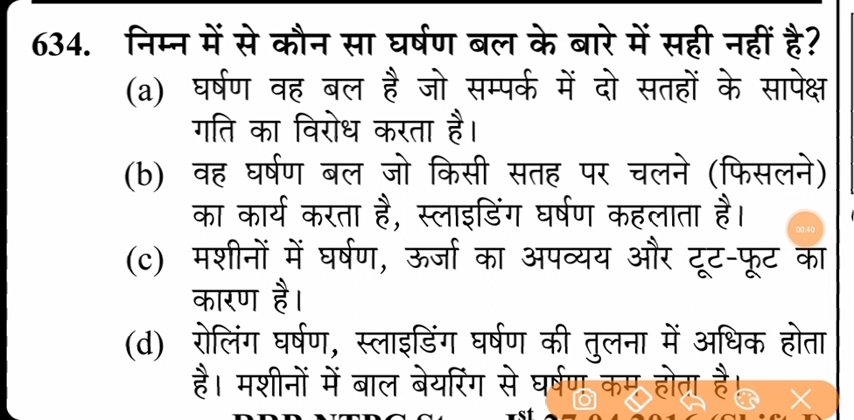 634. निम्न में से कौन सा घर्षण बल के बारे में सही नहीं है?
(a) घर्षण वह बल है जो सम्पर्क में दो सतहों के सापेक्ष
गति का विरोध करता है।
(b) वह घर्षण बल जो किसी सतह पर चलने (फिसलने)
का कार्य करता है, स्लाइडिंग घर्षण कहलाता है।
00:40
(c) मशीनों में घर्षण, ऊर्जा का अपव्यय और टूट-फूट का
कारण है।
(d) रोलिंग घर्षण, स्लाइडिंग घर्षण की तुलना में अधिक होता
है। मशीनों में बाल बेयरिंग से घर्षण कम होता है।